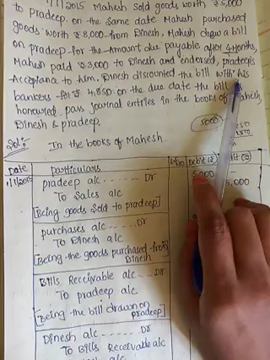 1/1/2015 Mahesh sold goods worth ₹5,000
to pradeep. on the same date Mahesh purchased
goods worth ₹8,000 from Dinesh, Mahesh drew a bill
on pradeep for the Amount due payable after 4 Months,
Mahesh paid ₹3,000 to Dinesh and endorsed, pradeep's
Acceptance to him. Dinesh discounted the bill with his
bankers for ₹ 4,850 on the due date the bill
honoured pass Journal entries in the books of Mahesh,
Dinesh & pradeep.
5000
Sol:- In the books of Mahesh
Date particulars
1/1/2015 pradeep a/c ...... Dr 5,000
To Sales a/c 5,000
[Being goods sold to pradeep]
purchases a/c ...... Dr
To Dinesh a/c
[Being the goods purchased from Dinesh]
Bills Receivable a/c .... Dr
To pradeep a/c
[Being the bill drawn on pradeep]
Dinesh a/c ...... Dr
To Bills Receivable a/c